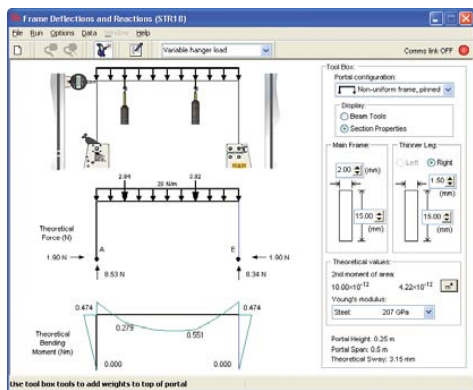 Frame Deflections and Reactions (STR18)
File Run Options Data Window Help
Variable hanger load
Comms link OFF
Tool Box:
Portal configuration:
Non-uniform frame, pinned
Display:
Beam Tools
Section Properties
Main Frame:
Thinner Leg:
Left Right
2.00 (mm)
1.50 (mm)
15.00 (mm)
15.00 (mm)
Theoretical values:
2nd moment of area:
10.00×10⁻¹² 4.22×10⁻¹² m⁴
Young's modulus:
Steel: 207 GPa
Portal Height: 0.25 m
Portal Span: 0.5 m
Theoretical Sway: 3.15 mm
2.94 3.92
20 N/m
Theoretical Force (N)
A E
1.90 N 1.90 N
8.53 N 8.34 N
0.474 0.474
0.279 0.551
Theoretical Bending Moment (Nm)
0.000 0.000
Use tool box tools to add weights to top of portal